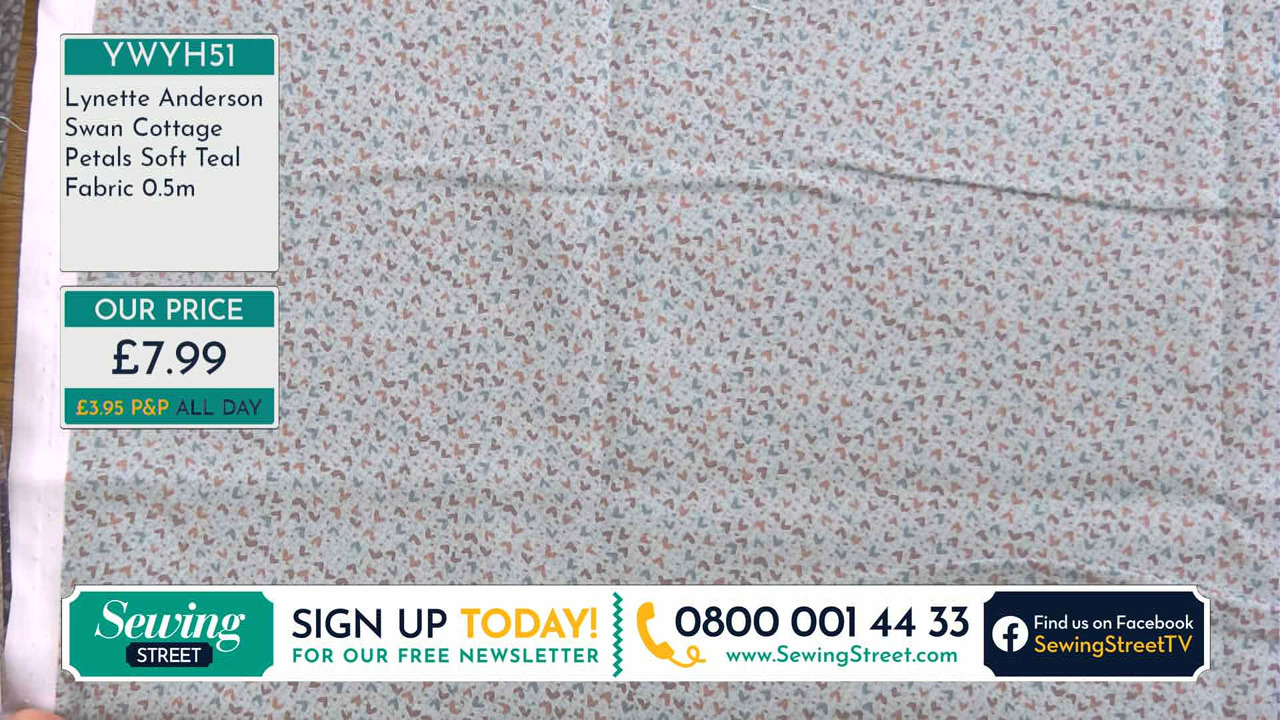 YWYH51
Lynette Anderson
Swan Cottage
Petals Soft Teal
Fabric 0.5m
OUR PRICE
£7.99
£3.95 P&P ALL DAY
Sewing
STREET
SIGN UP TODAY!
FOR OUR FREE NEWSLETTER
0800 001 44 33
www.SewingStreet.com
Find us on Facebook
SewingStreetTV